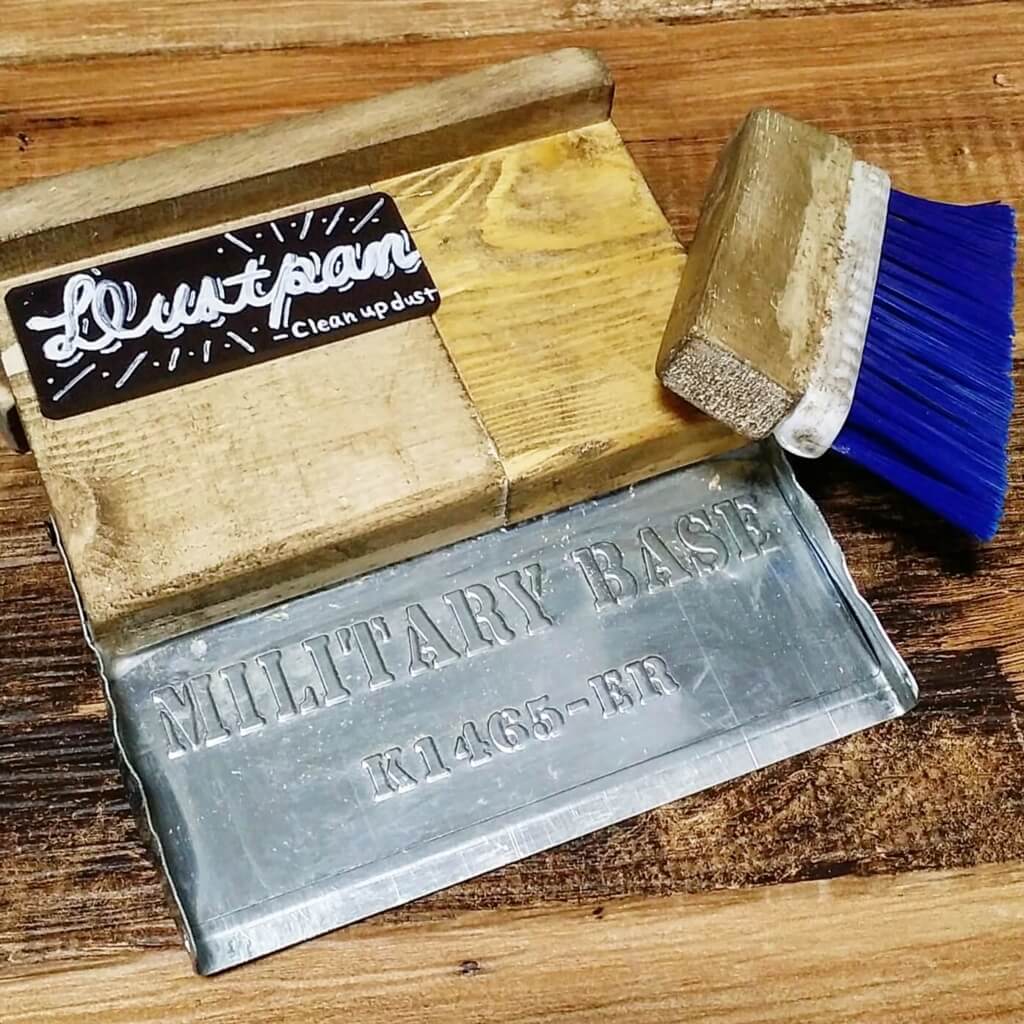 Dustpan
-Clean up dust
MILITARY BASE
K1465-ER